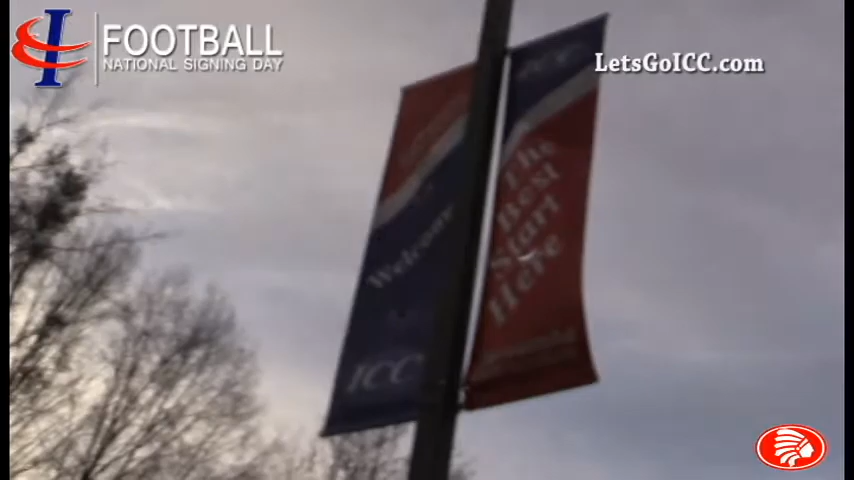 FOOTBALL
NATIONAL SIGNING DAY
LetsGoICC.com
Welcome
ICC
ICC
The
Best
Start
Here